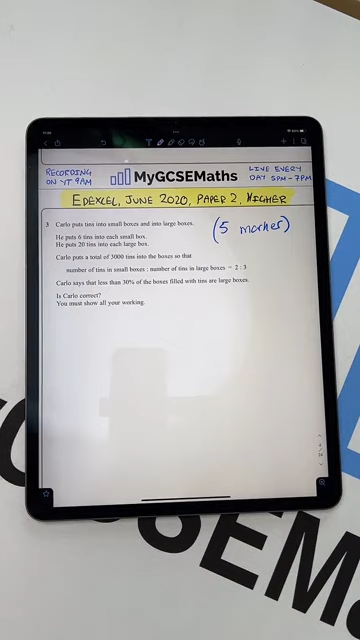 RECORDING
ON YT 9AM
MyGCSEMaths
LIVE EVERY
DAY 5PM-7PM
EDEXCEL, JUNE 2020, PAPER 2, HIGHER
3 Carlo puts tins into small boxes and into large boxes.
(5 marker)
He puts 6 tins into each small box.
He puts 20 tins into each large box.
Carlo puts a total of 3000 tins into the boxes so that
number of tins in small boxes : number of tins in large boxes = 2 : 3
Carlo says that less than 30% of the boxes filled with tins are large boxes.
Is Carlo correct?
You must show all your working.